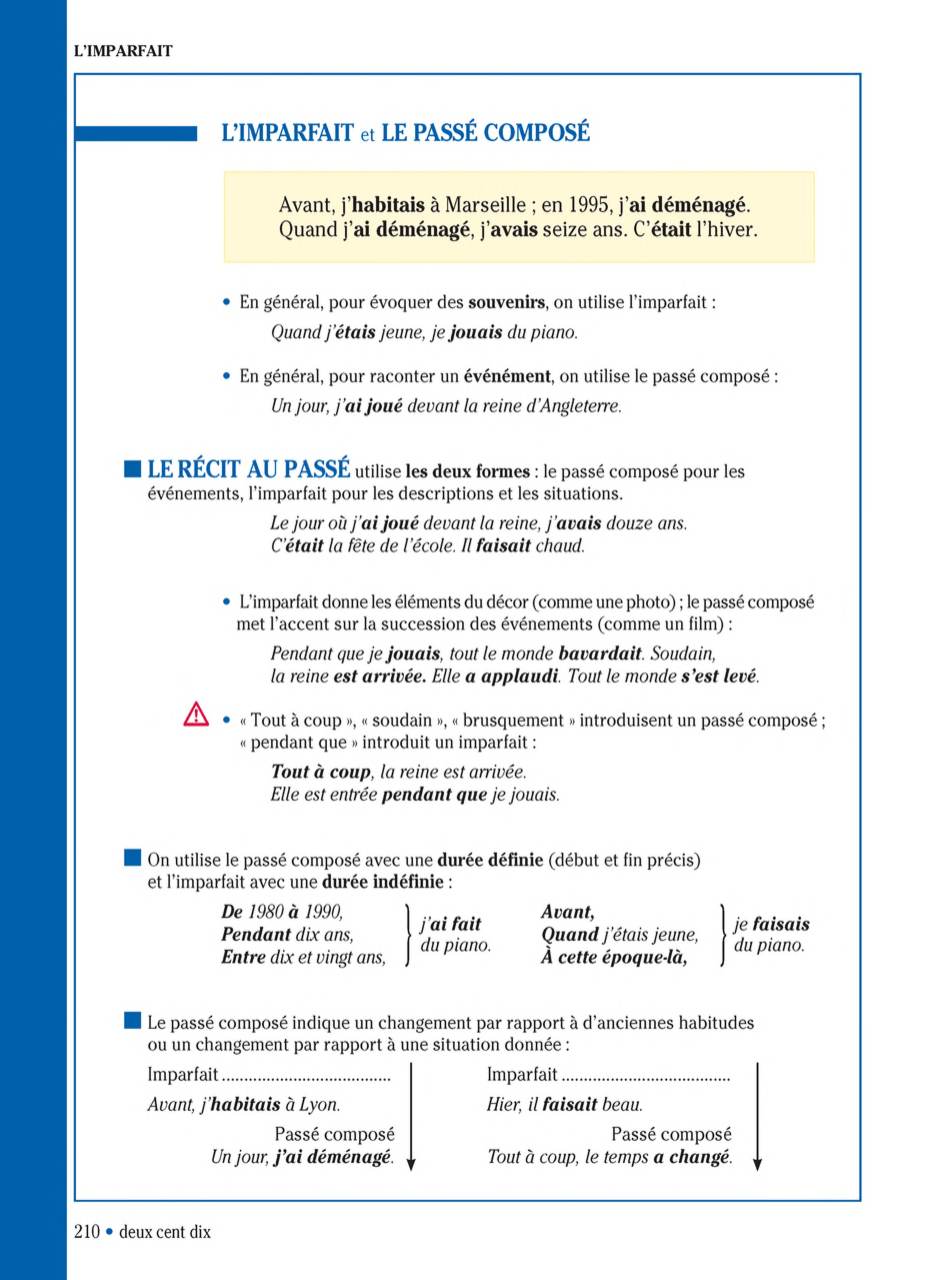 L'IMPARFAIT
L'IMPARFAIT et LE PASSÉ COMPOSÉ
Avant, j'habitais à Marseille ; en 1995, j'ai déménagé.
Quand j'ai déménagé, j'avais seize ans. C'était l'hiver.
• En général, pour évoquer des souvenirs, on utilise l'imparfait :
Quand j'étais jeune, je jouais du piano.
• En général, pour raconter un événément, on utilise le passé composé :
Un jour, j'ai joué devant la reine d'Angleterre.
LE RÉCIT AU PASSÉ utilise les deux formes : le passé composé pour les
événements, l'imparfait pour les descriptions et les situations.
Le jour où j'ai joué devant la reine, j'avais douze ans.
C'était la fête de l'école. Il faisait chaud.
• L'imparfait donne les éléments du décor (comme une photo) ; le passé composé
met l'accent sur la succession des événements (comme un film) :
Pendant que je jouais, tout le monde bavardait. Soudain,
la reine est arrivée. Elle a applaudi. Tout le monde s'est levé.
• « Tout à coup », « soudain », « brusquement » introduisent un passé composé ;
« pendant que » introduit un imparfait :
Tout à coup, la reine est arrivée.
Elle est entrée pendant que je jouais.
On utilise le passé composé avec une durée définie (début et fin précis)
et l'imparfait avec une durée indéfinie :
De 1980 à 1990,
Pendant dix ans,
Entre dix et vingt ans,
j'ai fait
du piano.
Avant,
Quand j'étais jeune,
À cette époque-là,
je faisais
du piano.
Le passé composé indique un changement par rapport à d'anciennes habitudes
ou un changement par rapport à une situation donnée :
Imparfait ......................................
Avant, j'habitais à Lyon.
Passé composé
Un jour, j'ai déménagé.
Imparfait ......................................
Hier, il faisait beau.
Passé composé
Tout à coup, le temps a changé.
210 • deux cent dix